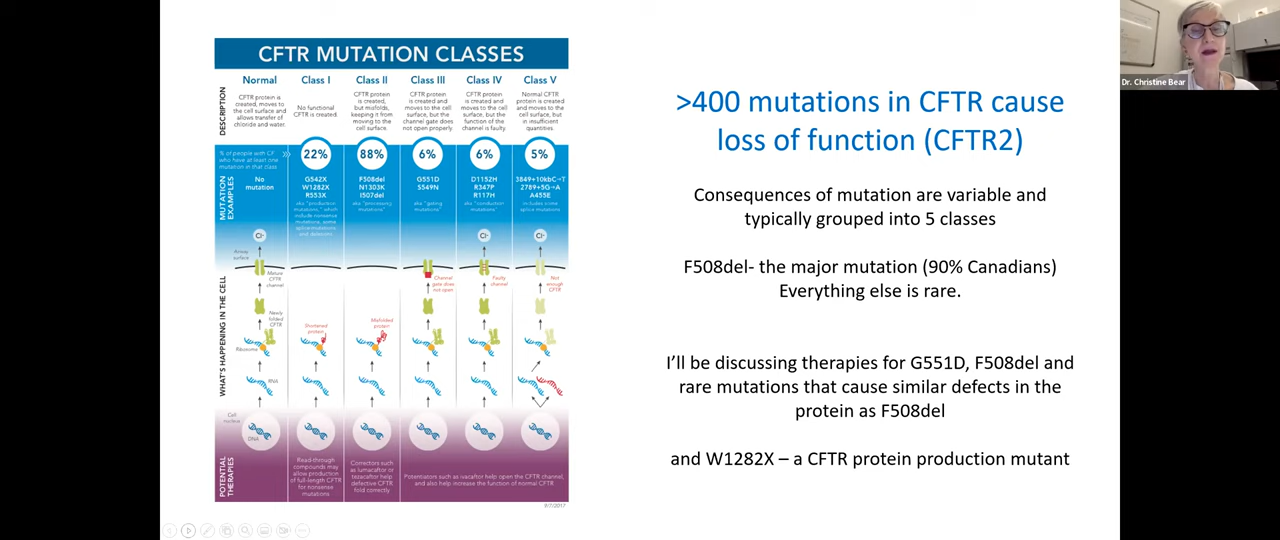 CFTR MUTATION CLASSES
Normal
Class I
Class II
Class III
Class IV
Class V
DESCRIPTION
CFTR protein is
created, moves to
the cell surface and
allows transfer of
chloride and water.
No functional
CFTR is created.
CFTR protein
is created,
but misfolds,
keeping it from
moving to the
cell surface.
CFTR protein
is created and
moves to the cell
surface, but the
channel gate does
not open properly.
CFTR protein
is created and
moves to the cell
surface, but the
function of the
channel is faulty.
Normal CFTR
protein is created
and moves to the
cell surface, but
in insufficient
quantities.
% of people with CF
who have at least one
mutation in that class
22%
88%
6%
6%
5%
MUTATION
EXAMPLES
No
mutation
G542X
W1282X
R553X
aka "production
mutations," which
include nonsense
mutations, some
splice mutations
and deletions
F508del
N1303K
I507del
aka "processing
mutations"
G551D
S549N
aka "gating
mutations"
D1152H
R347P
R117H
aka "conduction
mutations"
3849+10kbC→T
2789+5G→A
A455E
includes some
splice mutations
WHAT'S HAPPENING IN THE CELL
Cl-
Cl-
Cl-
Airway
surface
Mature
CFTR
channel
Channel
gate does
not open
Faulty
channel
Not
enough
CFTR
Newly
folded
CFTR
Shortened
protein
Misfolded
protein
Ribosome
RNA
Cell
nucleus
DNA
POTENTIAL
THERAPIES
Read-through
compounds may
allow production
of full-length CFTR
for nonsense
mutations
Correctors such
as lumacaftor or
tezacaftor help
defective CFTR
fold correctly.
Potentiators such as ivacaftor help open the CFTR channel,
and also help increase the function of normal CFTR
9/7/2017
>400 mutations in CFTR cause
loss of function (CFTR2)
Consequences of mutation are variable and
typically grouped into 5 classes
F508del- the major mutation (90% Canadians)
Everything else is rare.
I'll be discussing therapies for G551D, F508del and
rare mutations that cause similar defects in the
protein as F508del
and W1282X – a CFTR protein production mutant
Dr. Christine Bear